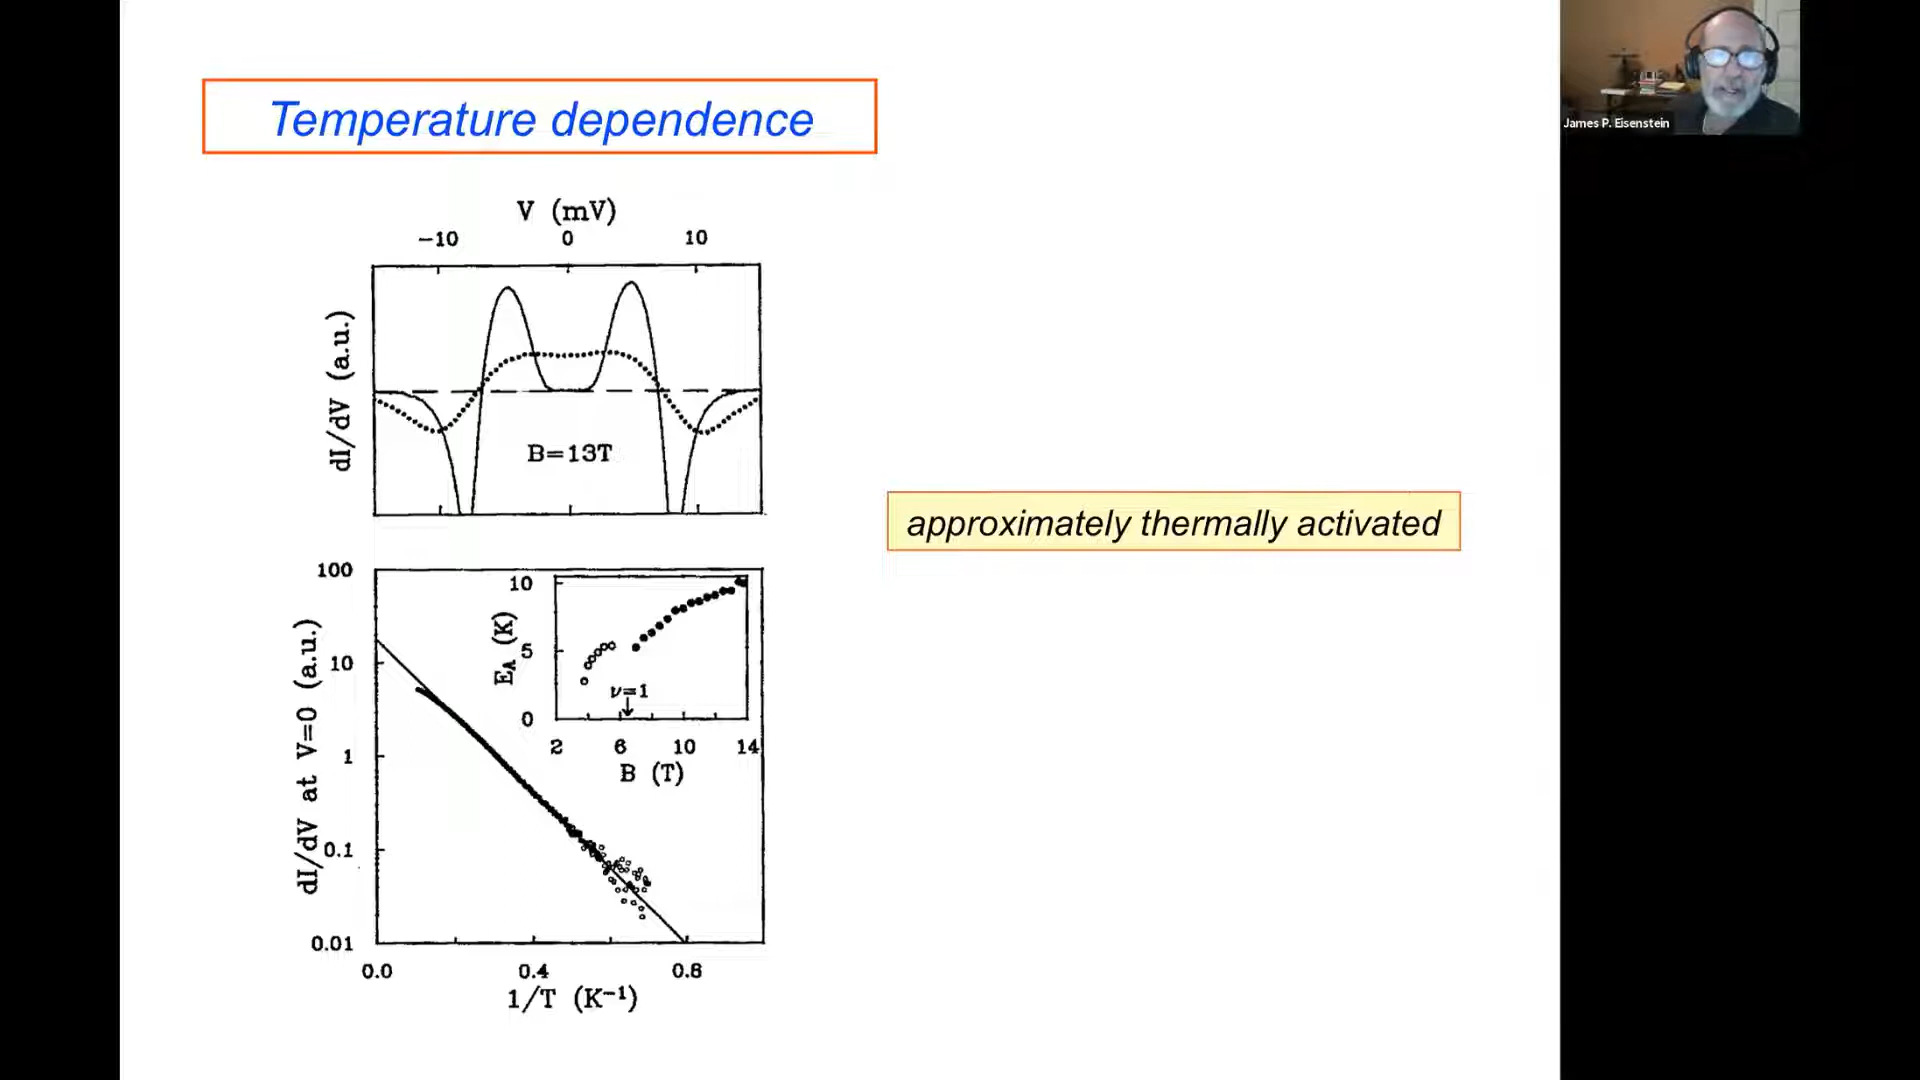 Temperature dependence
James P. Eisenstein
V (mV)
−10 0 10
dI/dV (a.u.)
B=13T
approximately thermally activated
dI/dV at V=0 (a.u.)
100
10
1
0.1
0.01
0.0 0.4 0.8
1/T (K⁻¹)
E_A (K)
10
5
0
ν=1
2 6 10 14
B (T)